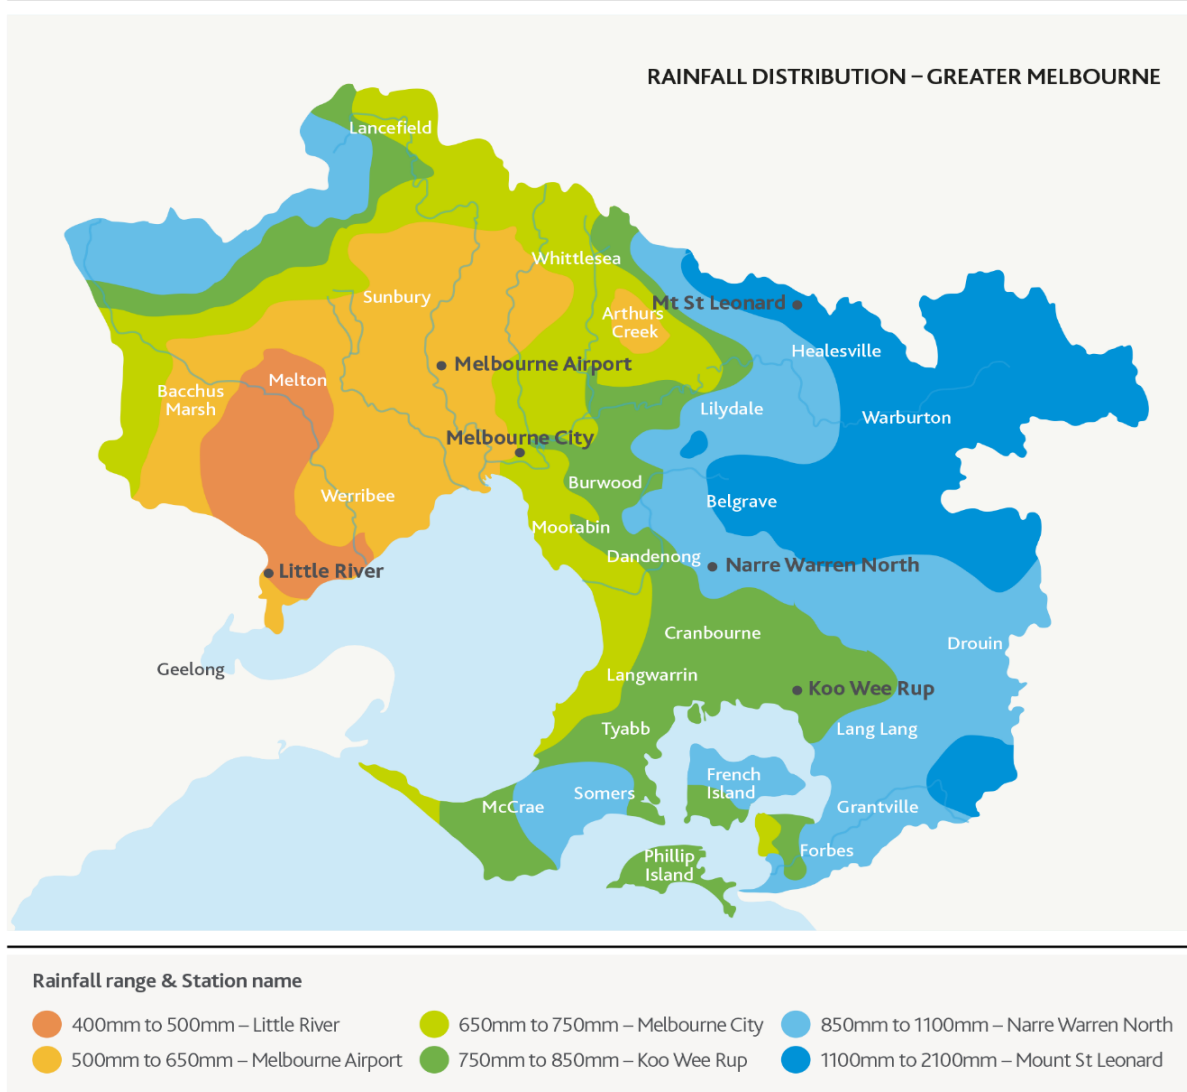 RAINFALL DISTRIBUTION – GREATER MELBOURNE
Lancefield
Whittlesea
Sunbury
Mt St Leonard
Arthurs
Creek
Healesville
Melbourne Airport
Melton
Bacchus
Marsh
Lilydale
Warburton
Melbourne City
Burwood
Werribee
Belgrave
Moorabin
Dandenong
Narre Warren North
Little River
Cranbourne
Drouin
Geelong
Langwarrin
Koo Wee Rup
Tyabb
Lang Lang
French
Island
Somers
McCrae
Grantville
Forbes
Phillip
Island
Rainfall range & Station name
400mm to 500mm – Little River
500mm to 650mm – Melbourne Airport
650mm to 750mm – Melbourne City
750mm to 850mm – Koo Wee Rup
850mm to 1100mm – Narre Warren North
1100mm to 2100mm – Mount St Leonard